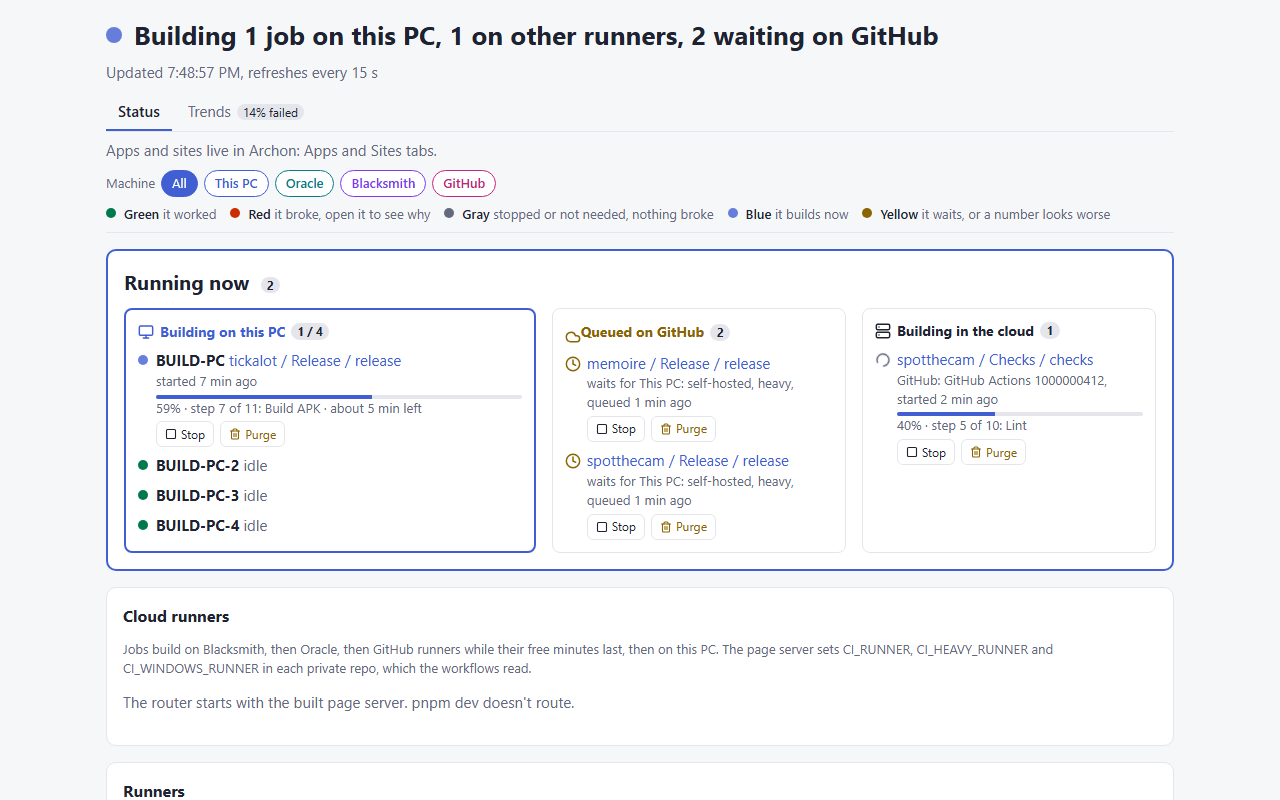 Building 1 job on this PC, 1 on other runners, 2 waiting on GitHub
Updated 7:48:57 PM, refreshes every 15 s
Status
Trends 14% failed
Apps and sites live in Archon: Apps and Sites tabs.
Machine All This PC Oracle Blacksmith GitHub
Green it worked Red it broke, open it to see why Gray stopped or not needed, nothing broke Blue it builds now Yellow it waits, or a number looks worse
Running now 2
Building on this PC 1 / 4
BUILD-PC tickalot / Release / release
started 7 min ago
59% · step 7 of 11: Build APK · about 5 min left
Stop Purge
BUILD-PC-2 idle
BUILD-PC-3 idle
BUILD-PC-4 idle
Queued on GitHub 2
memoire / Release / release
waits for This PC: self-hosted, heavy,
queued 1 min ago
Stop Purge
spotthecam / Release / release
waits for This PC: self-hosted, heavy,
queued 1 min ago
Stop Purge
Building in the cloud 1
spotthecam / Checks / checks
GitHub: GitHub Actions 1000000412,
started 2 min ago
40% · step 5 of 10: Lint
Stop Purge
Cloud runners
Jobs build on Blacksmith, then Oracle, then GitHub runners while their free minutes last, then on this PC. The page server sets CI_RUNNER, CI_HEAVY_RUNNER and
CI_WINDOWS_RUNNER in each private repo, which the workflows read.
The router starts with the built page server. pnpm dev doesn't route.
Runners